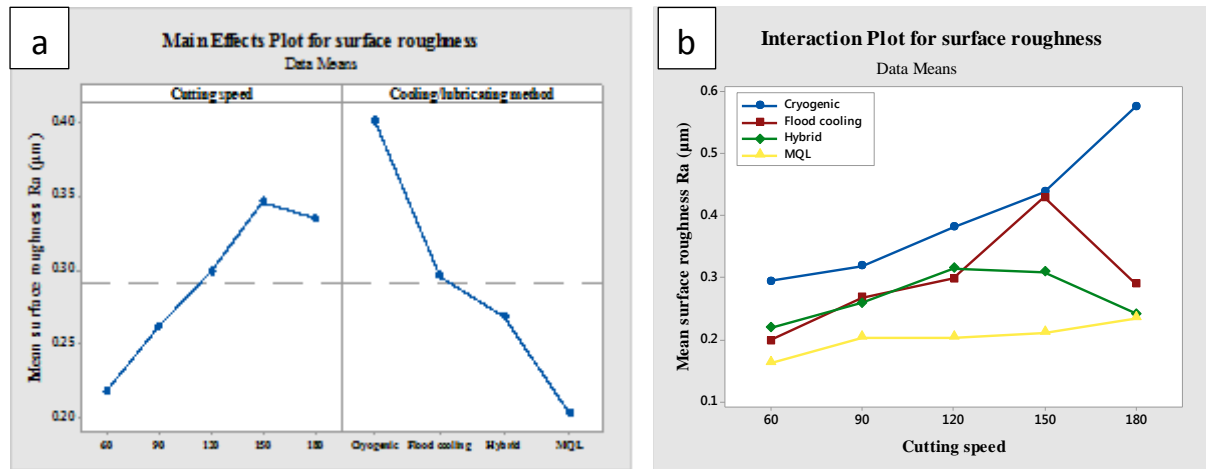 a
Main Effects Plot for surface roughness
Data Means
Cutting speed
Cooling/lubricating method
Mean surface roughness Ra (µm)
0.40
0.35
0.30
0.25
0.20
60 90 120 150 180
Cryogenic Flood cooling Hybrid MQL
b
Interaction Plot for surface roughness
Data Means
Mean surface roughness Ra (µm)
0.6
0.5
0.4
0.3
0.2
0.1
Cryogenic
Flood cooling
Hybrid
MQL
60 90 120 150 180
Cutting speed